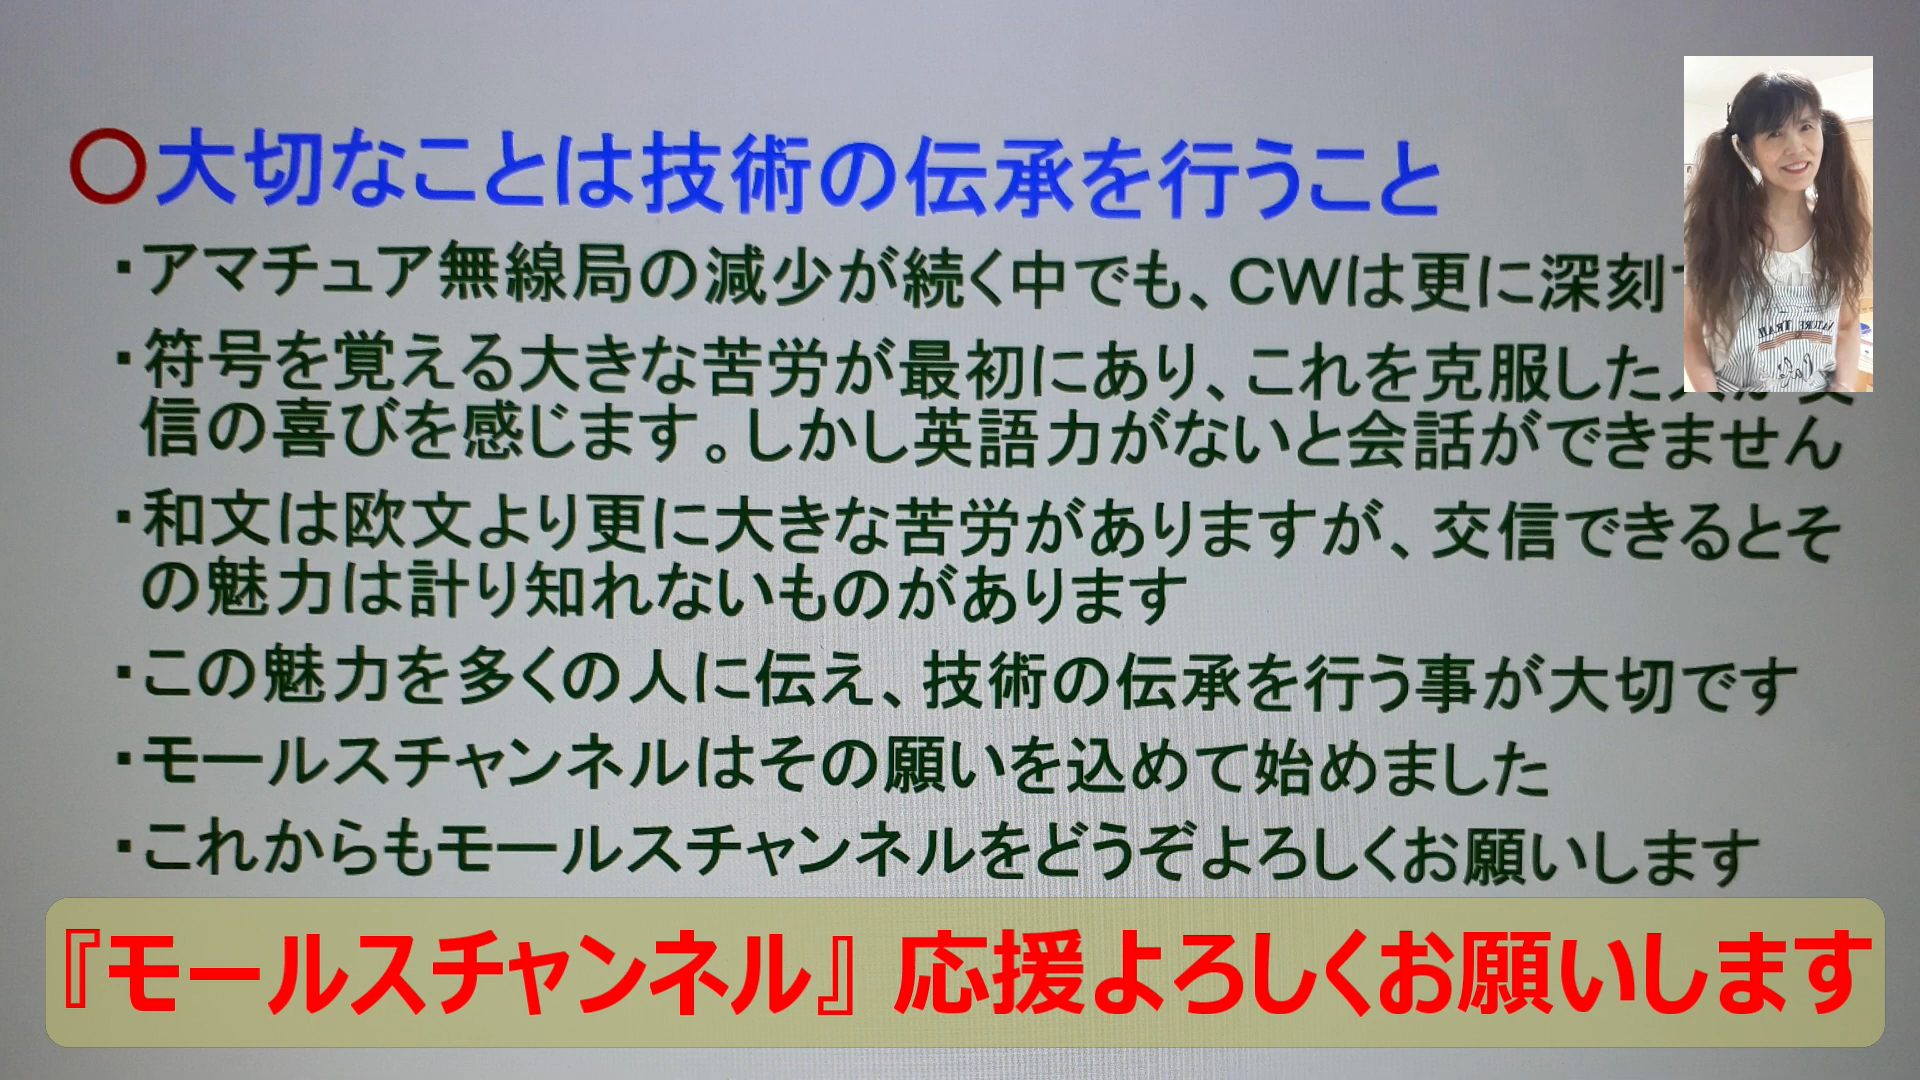 〇大切なことは技術の伝承を行うこと
・アマチュア無線局の減少が続く中でも、CWは更に深刻
・符号を覚える大きな苦労が最初にあり、これを克服した
信の喜びを感じます。しかし英語力がないと会話ができません
・和文は欧文より更に大きな苦労がありますが、交信できるとそ
の魅力は計り知れないものがあります
・この魅力を多くの人に伝え、技術の伝承を行う事が大切です
・モールスチャンネルはその願いを込めて始めました
・これからもモールスチャンネルをどうぞよろしくお願いします
『モールスチャンネル』応援よろしくお願いします